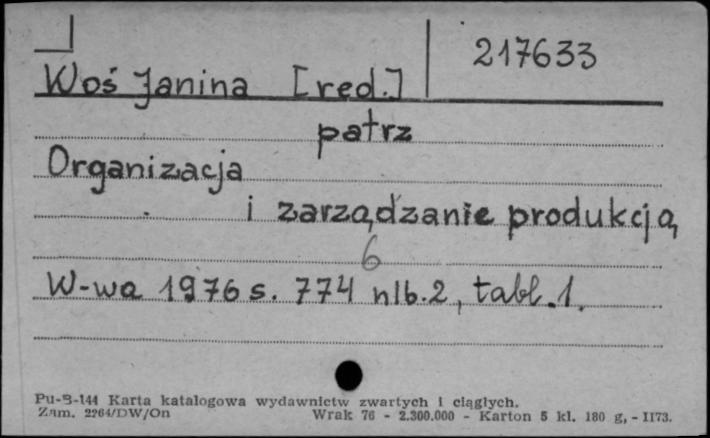 217633
Woś Janina [red.]
patrz
Organizacja
i zarządzanie produkcją
6
W-wa 1976 s. 774 nlb. 2, tabl. 1.
Pu-B-144 Karta katalogowa wydawnictw zwartych i ciągłych.
Zam. 2264/DW/On Wrak 76 - 2.300.000 - Karton 5 kl. 180 g, - II73.